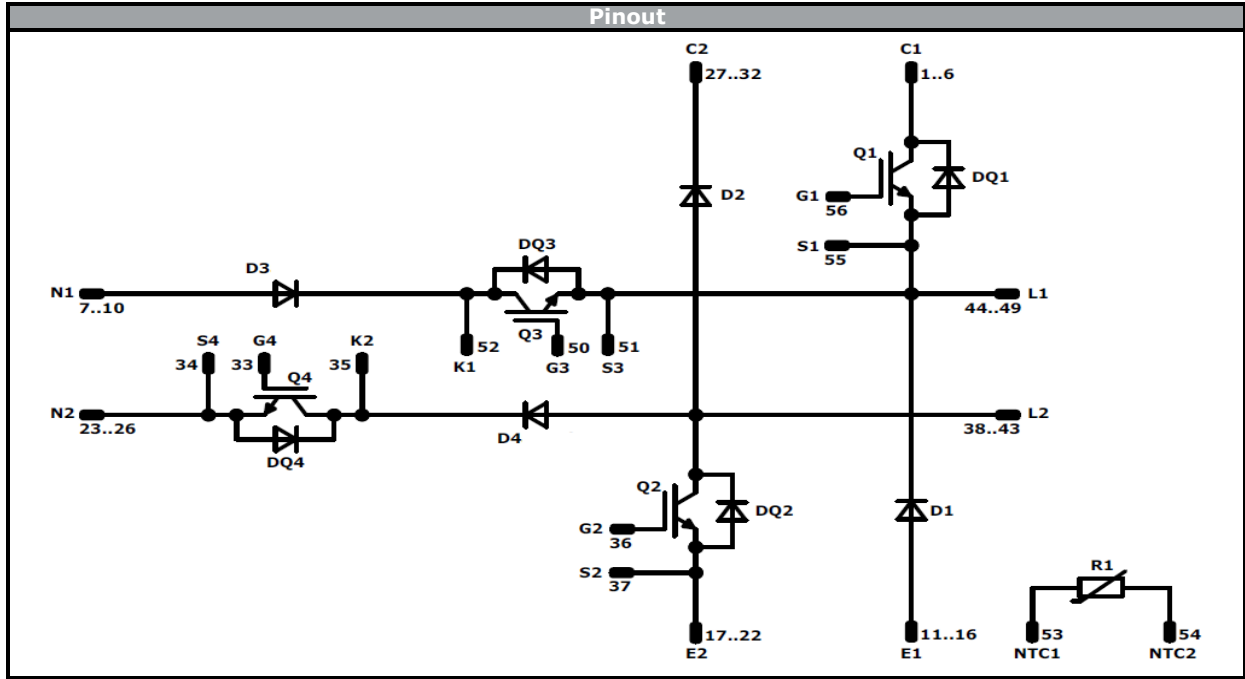 Pinout
C2 C1
27..32 1..6
Q1
DQ1
D2
G1
56
S1
55
DQ3
D3
N1 L1
7..10 44..49
Q3
52 50 51
K1 G3 S3
S4 G4 K2
34 33 35
Q4
N2 L2
23..26 38..43
D4
DQ4
Q2
DQ2 D1
G2
36
S2
37
R1
17..22 11..16 53 54
E2 E1 NTC1 NTC2